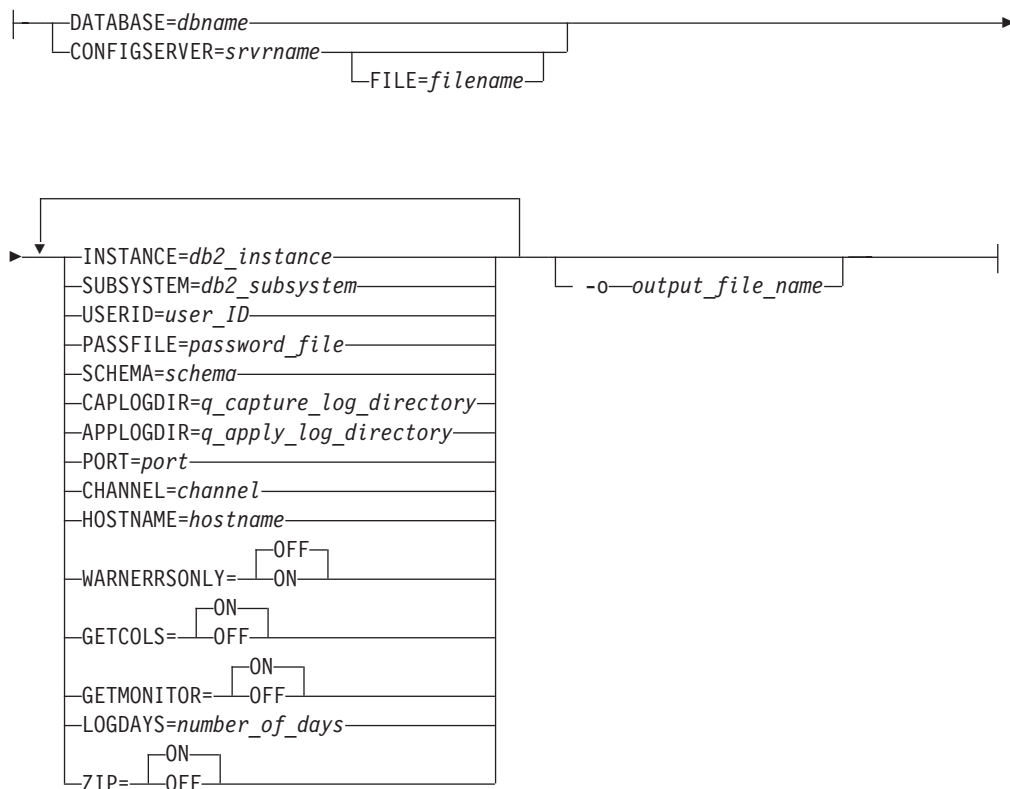 DATABASE=dbname
CONFIGSERVER=srvrname
FILE=filename
INSTANCE=db2_instance
SUBSYSTEM=db2_subsystem
-o output_file_name
USERID=user_ID
PASSFILE=password_file
SCHEMA=schema
CAPLOGDIR=q_capture_log_directory
APPLOGDIR=q_apply_log_directory
PORT=port
CHANNEL=channel
HOSTNAME=hostname
OFF
WARNERRSONLY= ON
ON
GETCOLS= OFF
ON
GETMONITOR= OFF
LOGDAYS=number_of_days
ON
ZIP= OFF